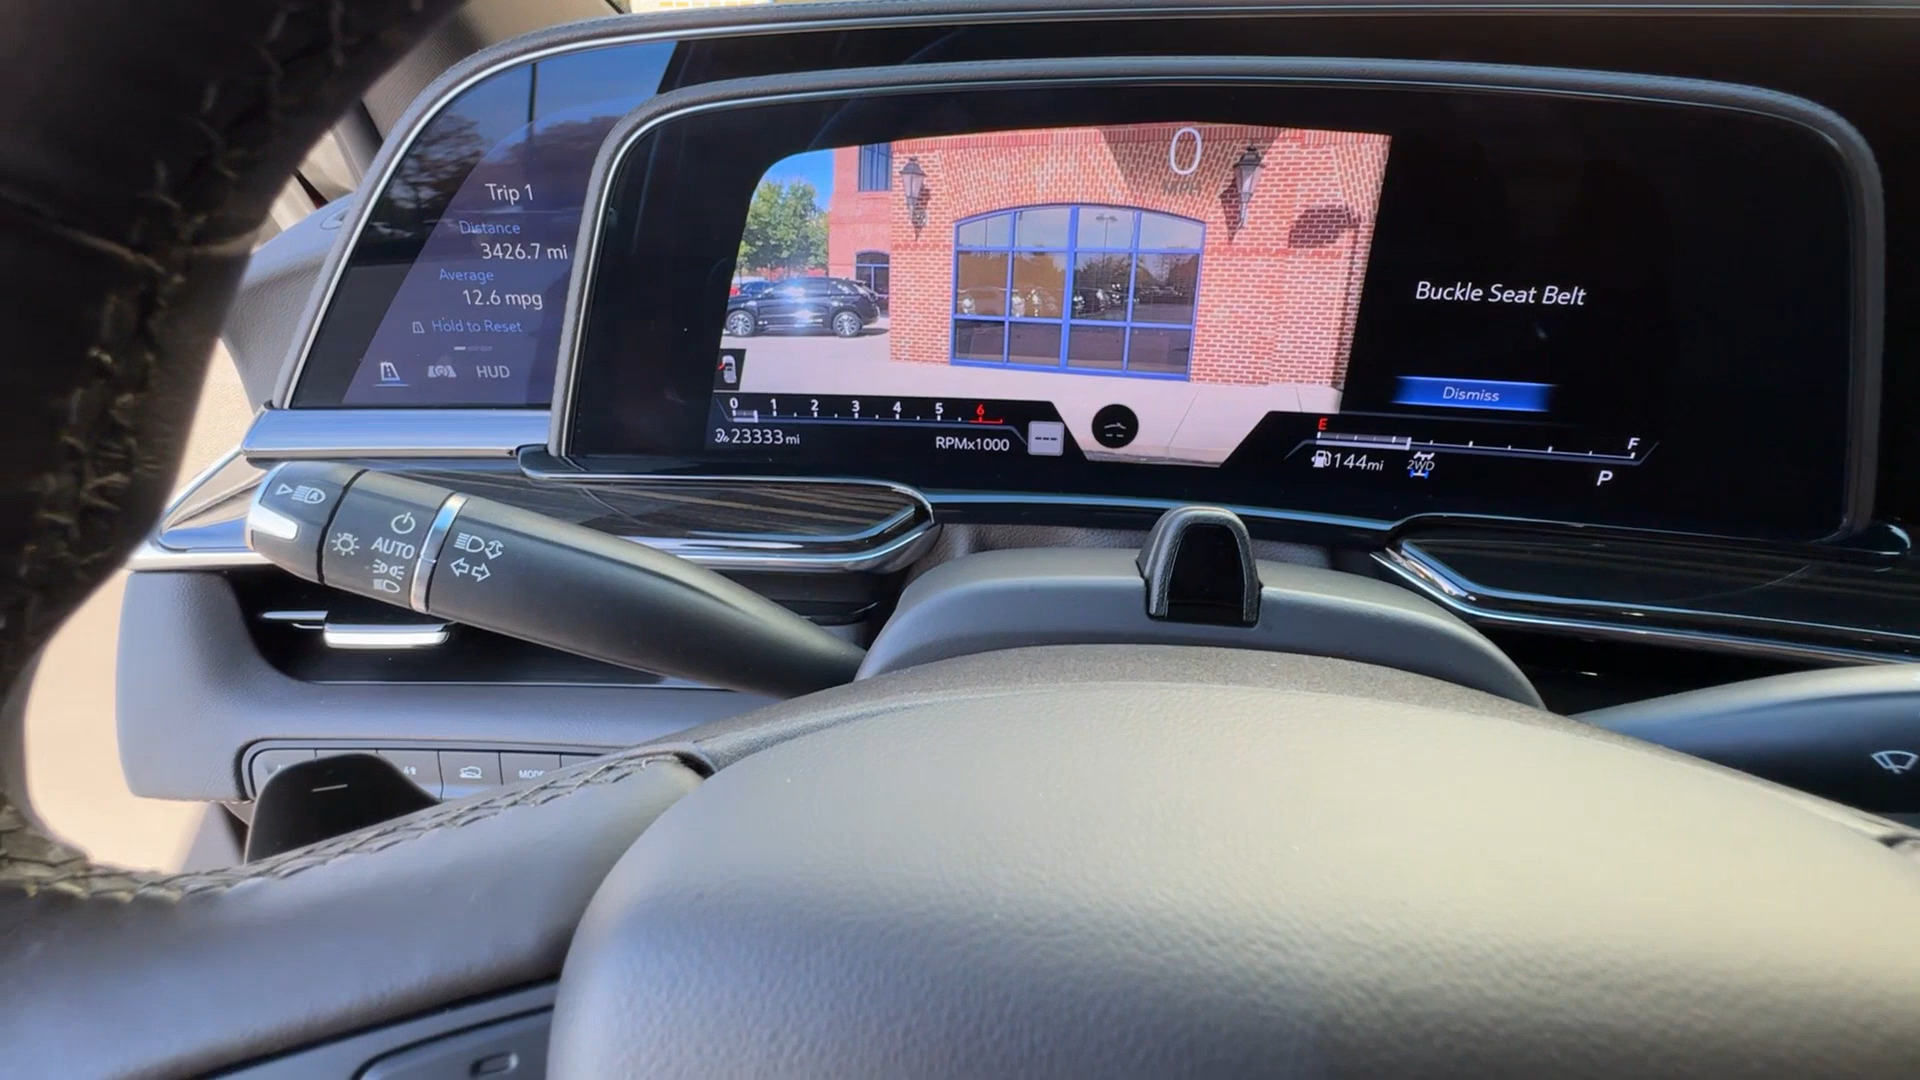 Trip 1
Distance
3426.7 mi
Average
12.6 mpg
Hold to Reset
HUD
0
MPH
Buckle Seat Belt
Dismiss
0 1 2 3 4 5 6
23333 mi
RPMx1000
---
-- --
E F
144mi
2WD
P
AUTO